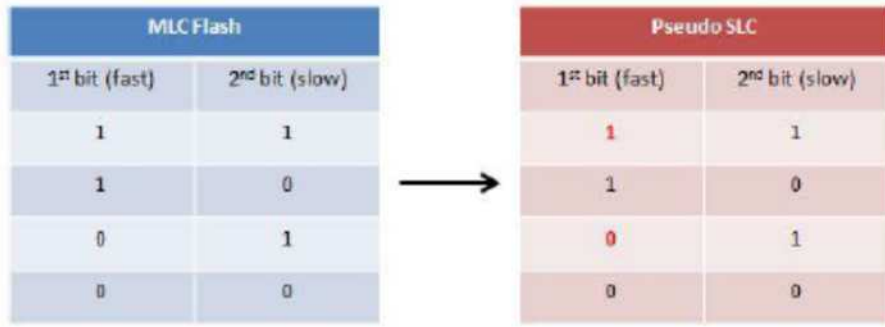 MLC Flash Pseudo SLC
1st bit (fast) 2nd bit (slow) 1st bit (fast) 2nd bit (slow)
1 1 1 1
1 0 1 0
0 1 0 1
0 0 0 0